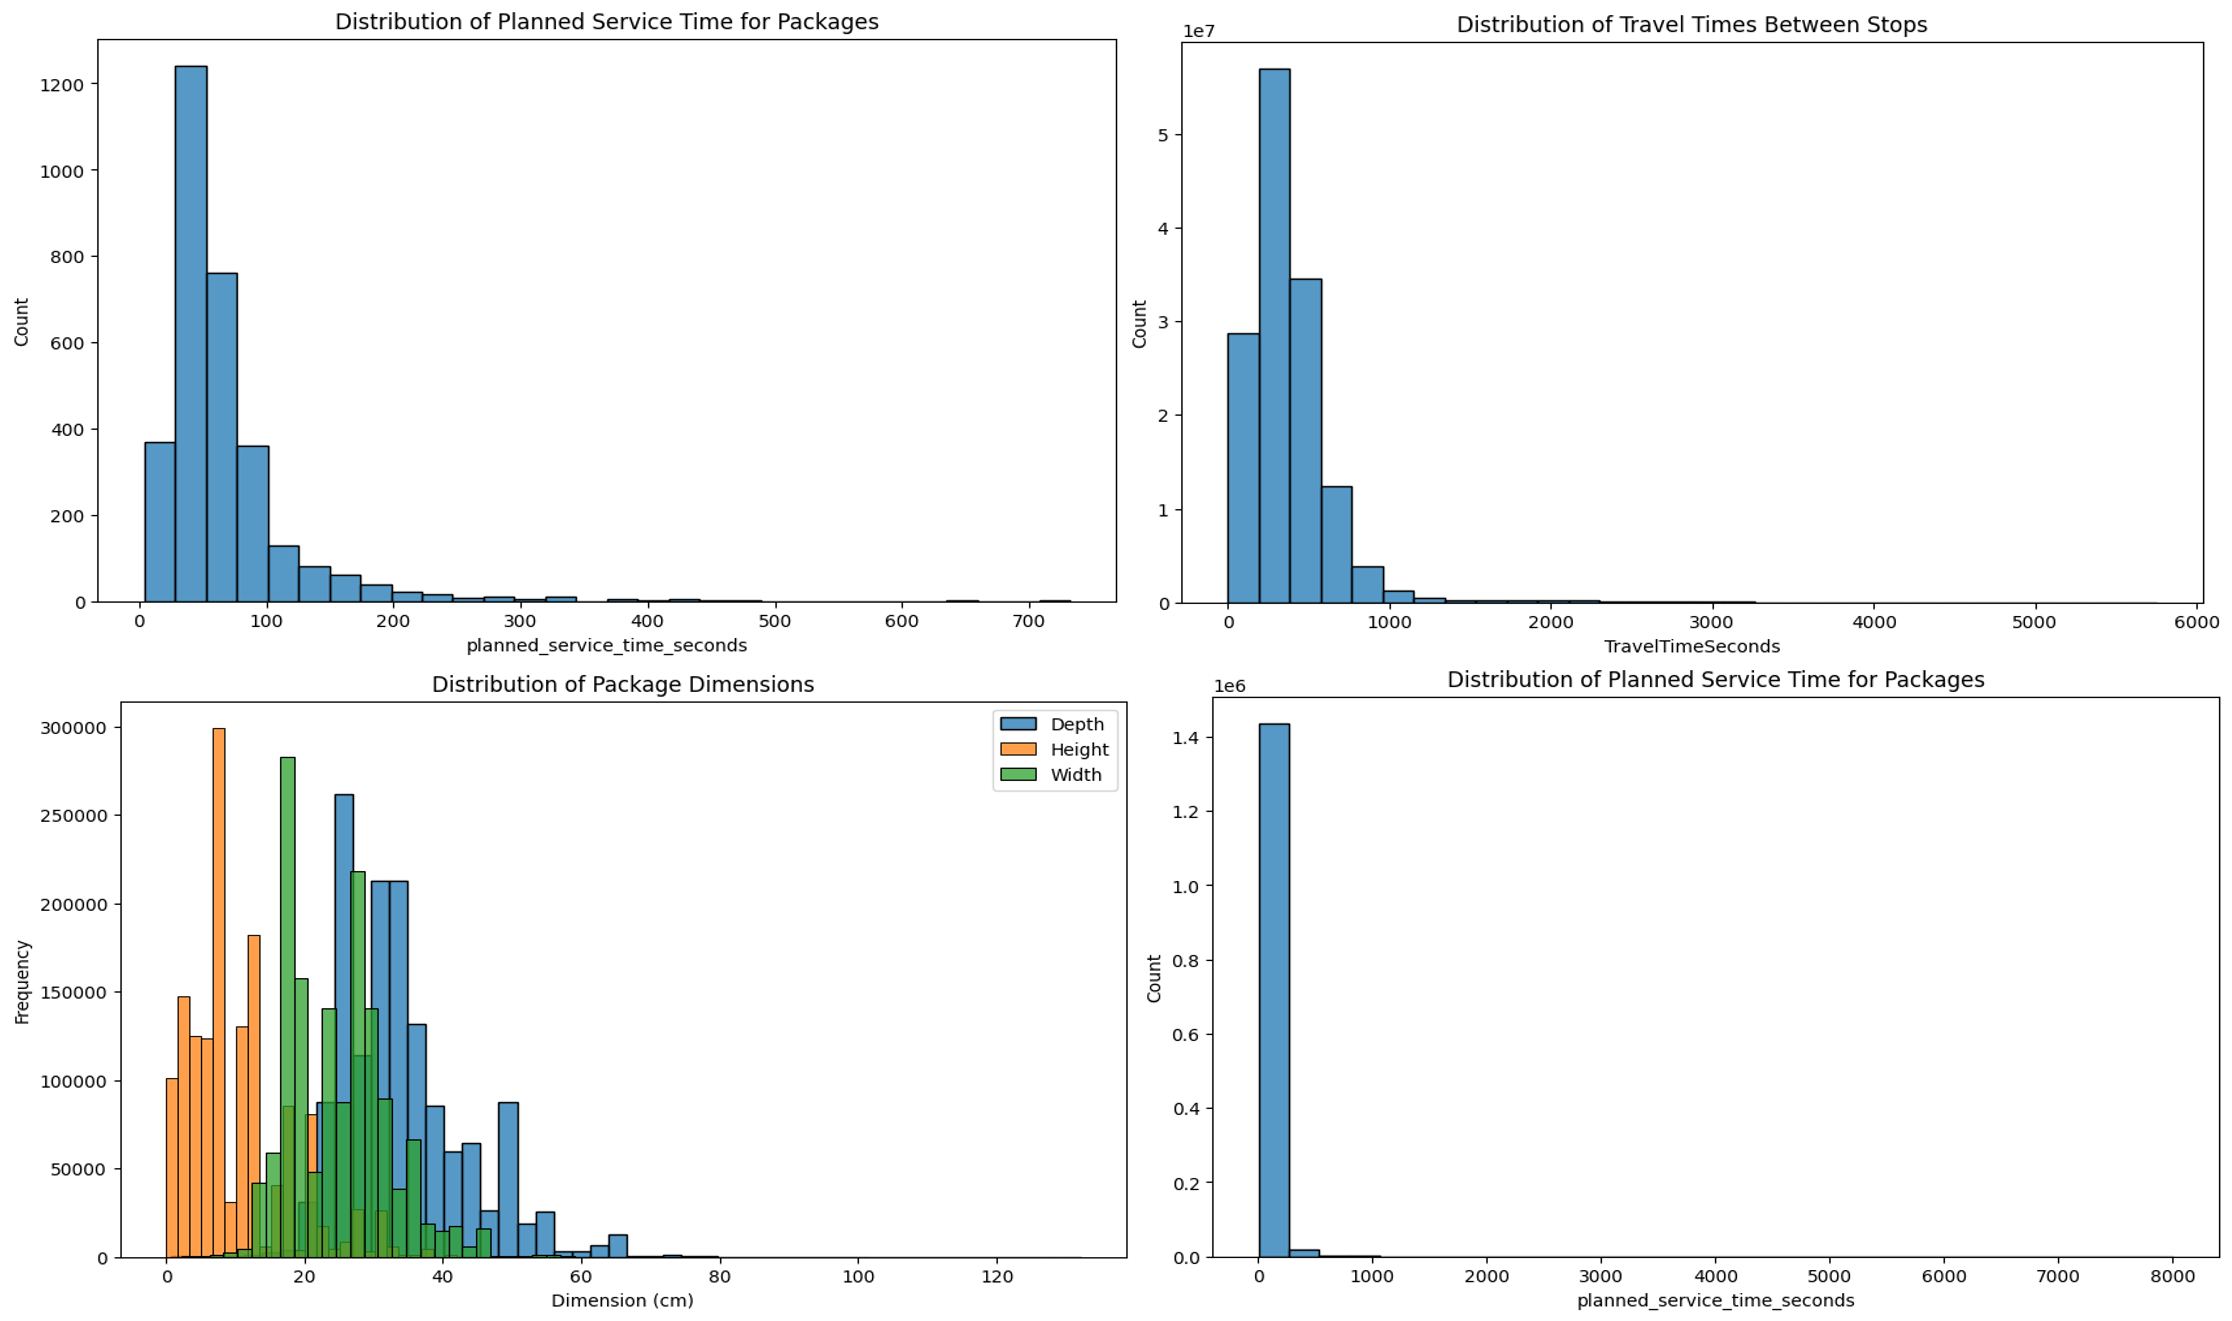 Distribution of Planned Service Time for Packages
1200
1000
800
600
400
200
0
Count
0 100 200 300 400 500 600 700
planned_service_time_seconds
Distribution of Travel Times Between Stops
1e7
5
4
3
2
1
0
Count
0 1000 2000 3000 4000 5000 6000
TravelTimeSeconds
Distribution of Package Dimensions
Depth
Height
Width
300000
250000
200000
150000
100000
50000
0
Frequency
0 20 40 60 80 100 120
Dimension (cm)
Distribution of Planned Service Time for Packages
1e6
1.4
1.2
1.0
0.8
0.6
0.4
0.2
0.0
Count
0 1000 2000 3000 4000 5000 6000 7000 8000
planned_service_time_seconds